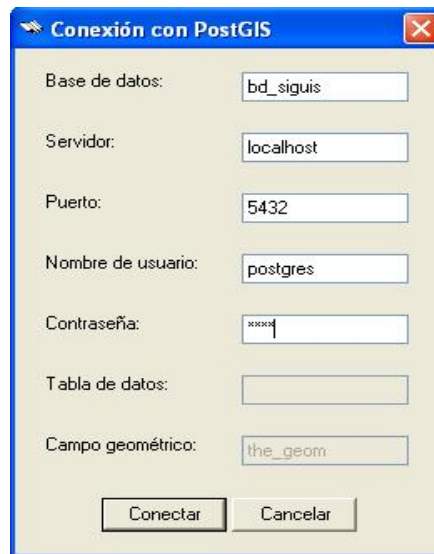 Conexión con PostGIS
Base de datos: bd_siguis
Servidor: localhost
Puerto: 5432
Nombre de usuario: postgres
Contraseña: ****
Tabla de datos:
Campo geométrico: the_geom
Conectar Cancelar